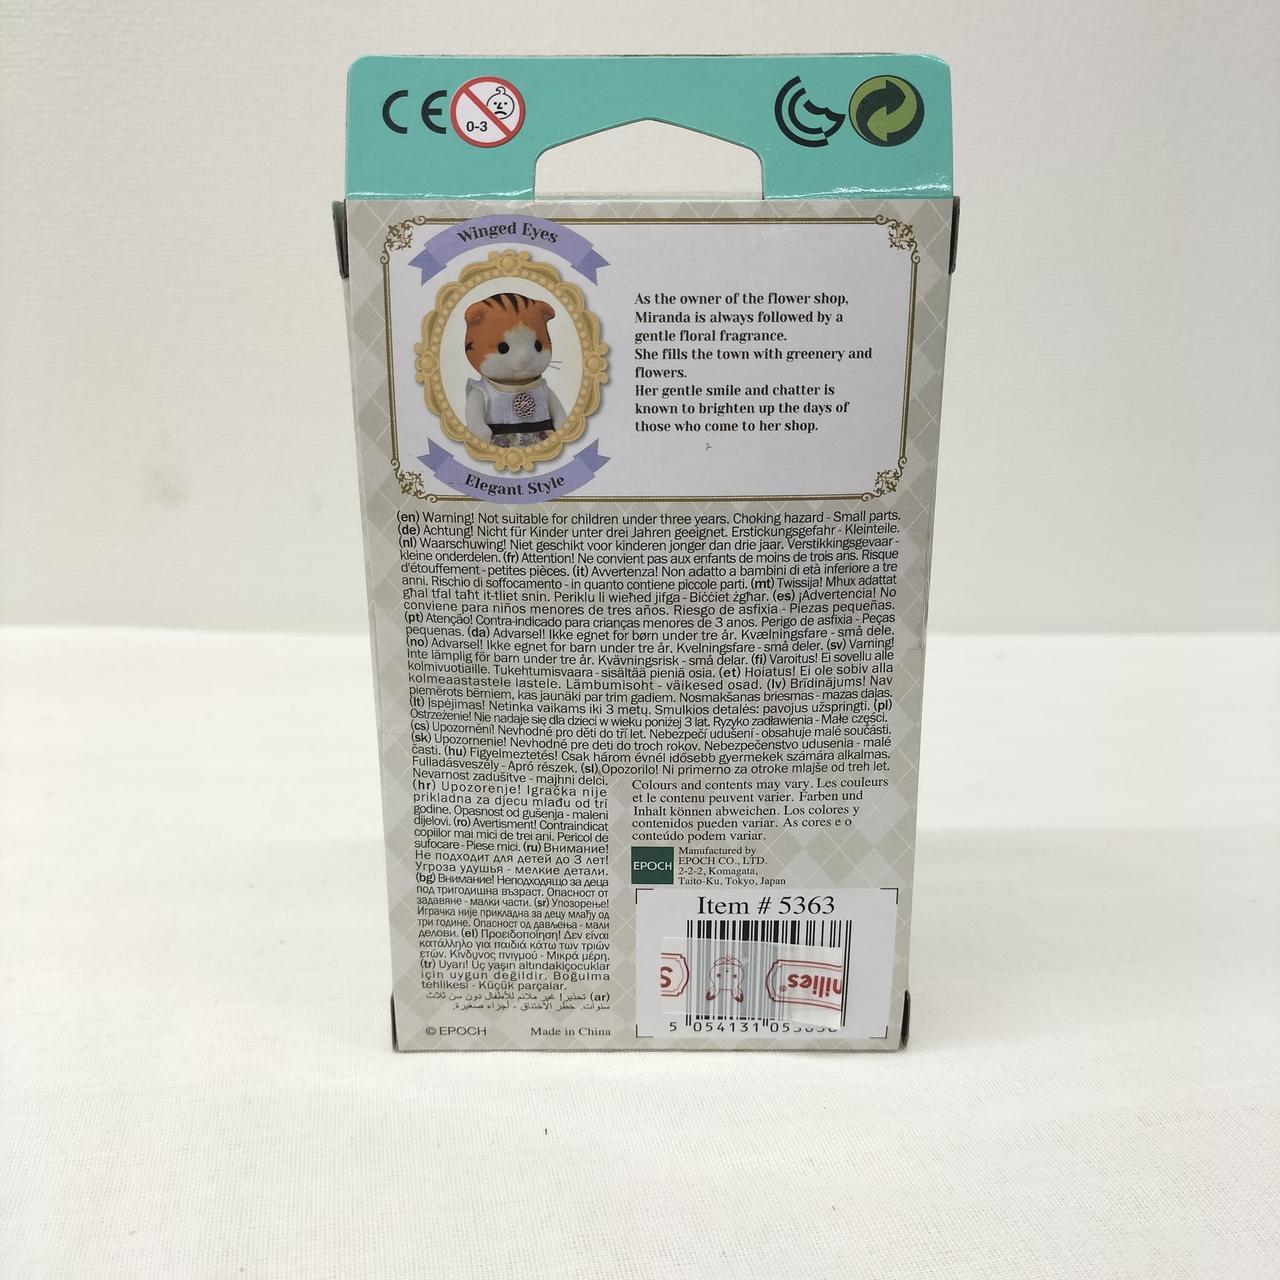 CE
0-3
Winged Eyes
Elegant Style
As the owner of the flower shop,
Miranda is always followed by a
gentle floral fragrance.
She fills the town with greenery and
flowers.
Her gentle smile and chatter is
known to brighten up the days of
those who come to her shop.
(en) Warning! Not suitable for children under three years. Choking hazard - Small parts.
(de) Achtung! Nicht für Kinder unter drei Jahren geeignet. Erstickungsgefahr - Kleinteile.
(nl) Waarschuwing! Niet geschikt voor kinderen jonger dan drie jaar. Verstikkingsgevaar -
kleine onderdelen. (fr) Attention! Ne convient pas aux enfants de moins de trois ans. Risque
d'étouffement - petites pièces. (it) Avvertenza! Non adatto a bambini di età inferiore a tre
anni. Rischio di soffocamento - in quanto contiene piccole parti. (mt) Twissija! Mhux adattat
għal tfal taħt it-tliet snin. Periklu li wieħed jifga - Biċċiet żgħar. (es) ¡Advertencia! No
conviene para niños menores de tres años. Riesgo de asfixia - Piezas pequeñas.
(pt) Atenção! Contra-indicado para crianças menores de 3 anos. Perigo de asfixia - Peças
pequenas. (da) Advarsel! Ikke egnet for børn under tre år. Kvælningsfare - små dele.
(no) Advarsel! Ikke egnet for barn under tre år. Kvelningsfare - små deler. (sv) Varning!
Inte lämplig för barn under tre år. Kvävningsrisk - små delar. (fi) Varoitus! Ei sovellu alle
kolmivuotiaille. Tukehtumisvaara - sisältää pieniä osia. (et) Hoiatus! Ei ole sobiv alla
kolmeaastastele lastele. Lämbumisoht - väikesed osad. (lv) Brīdinājums! Nav
piemērots bērniem, kas jaunāki par trim gadiem. Nosmakšanas briesmas - mazas daļas.
(lt) Įspėjimas! Netinka vaikams iki 3 metų. Smulkios detalės: pavojus užspringti. (pl)
Ostrzeżenie! Nie nadaje się dla dzieci w wieku poniżej 3 lat. Ryzyko zadławienia - Małe części.
(cs) Upozornění! Nevhodné pro děti do tří let. Nebezpečí udušení - obsahuje malé součásti.
(sk) Upozornenie! Nevhodné pre deti do troch rokov. Nebezpečenstvo udusenia - malé
časti. (hu) Figyelmeztetés! Csak három évnél idősebb gyermekek számára alkalmas.
Fulladásveszely - Apró részek. (sl) Opozorilo! Ni primerno za otroke mlajše od treh let.
Nevarnost zadušitve - majhni delci.
(hr) Upozorenje! Igračka nije
prikladna za djecu mlađu od tri
godine. Opasnost od gušenja - maleni
dijelovi. (ro) Avertisment! Contraindicat
copiilor mai mici de trei ani. Pericol de
sufocare - Piese mici. (ru) Внимание!
Не подходит для детей до 3 лет!
Угроза удушья - мелкие детали.
(bg) Внимание! Неподходящо за деца
под тригодишна възраст. Опасност от
задавяне - малки части. (sr) Упозорење!
Играчка није прикладна за децу млађу од
три године. Опасност од дављења - мали
делови. (el) Προειδοποίηση! Δεν είναι
κατάλληλο για παιδιά κάτω των τριών
ετών. Κίνδυνος πνιγμού - Μικρά μέρη.
(tr) Uyarı! Üç yaşın altındakiçocuklar
için uygun değildir. Boğulma
tehlikesi - Küçük parçalar.
(ar) تحذير! غير ملائم للأطفال دون سن ثلاث
سنوات. خطر الاختناق - أجزاء صغيرة.
©EPOCH Made in China
Colours and contents may vary. Les couleurs
et le contenu peuvent varier. Farben und
Inhalt können abweichen. Los colores y
contenidos pueden variar. As cores e o
conteúdo podem variar.
EPOCH
Manufactured by
EPOCH CO., LTD.
2-2-2, Komagata,
Taito-Ku, Tokyo, Japan
Item # 5363
milies®
S
5 054131 053638